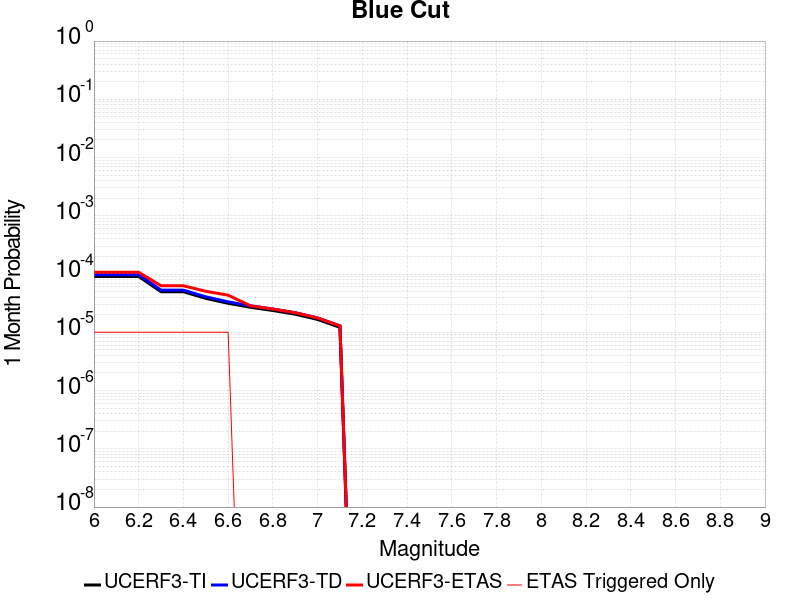 Blue Cut
10 0
10 -1
10 -2
10 -3
10 -4
10 -5
10 -6
10 -7
10 -8
1 Month Probability
6 6.2 6.4 6.6 6.8 7 7.2 7.4 7.6 7.8 8 8.2 8.4 8.6 8.8 9
Magnitude
UCERF3-TI UCERF3-TD UCERF3-ETAS ETAS Triggered Only